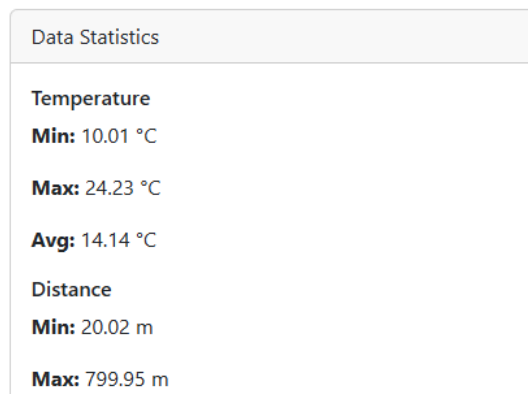 Data Statistics
Temperature
Min: 10.01 °C
Max: 24.23 °C
Avg: 14.14 °C
Distance
Min: 20.02 m
Max: 799.95 m